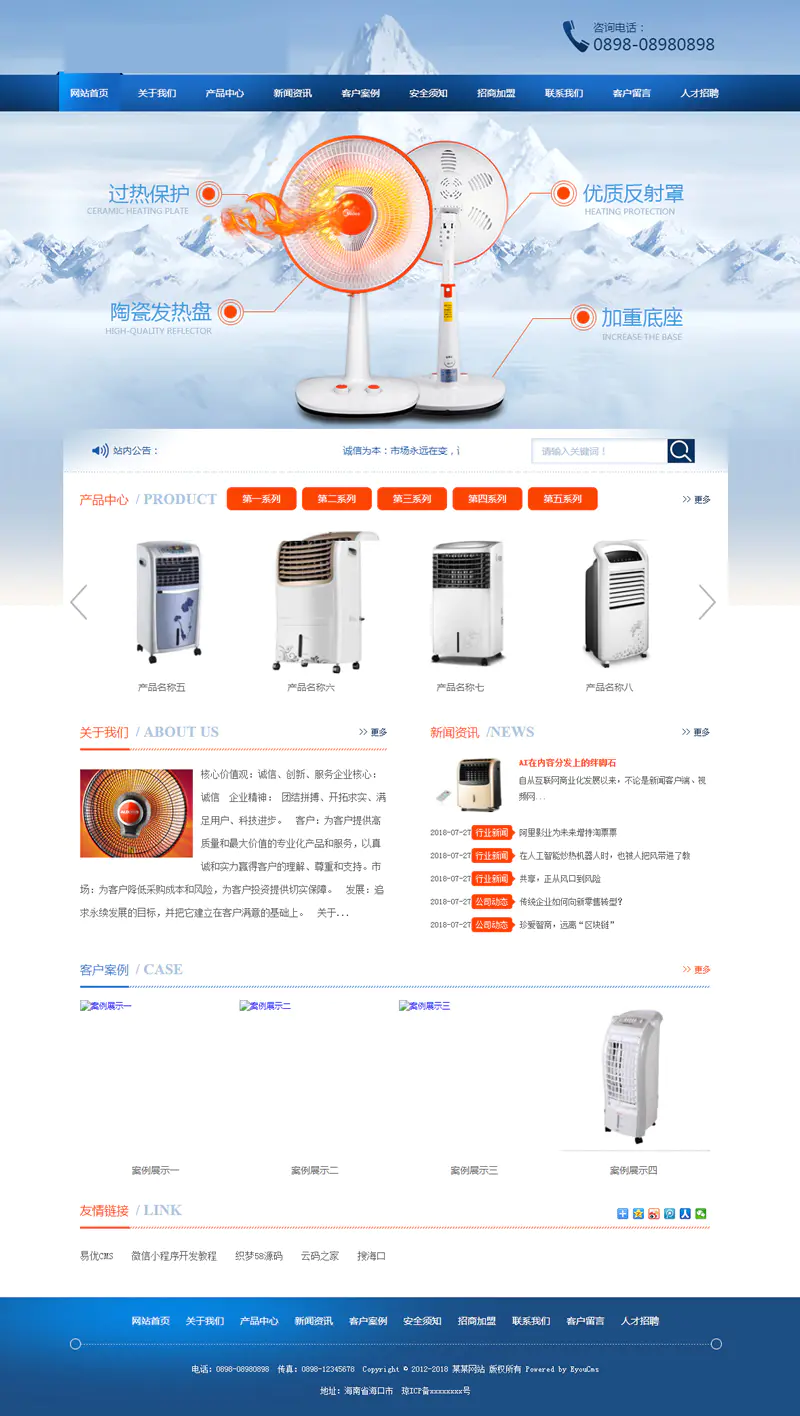 咨询电话：
0898-08980898
网站首页 关于我们 产品中心 新闻资讯 客户案例 安全须知 招商加盟 联系我们 客户留言 人才招聘
过热保护
CERAMIC HEATING PLATE
优质反射罩
HEATING PROTECTION
陶瓷发热盘
HIGH-QUALITY REFLECTOR
加重底座
INCREASE THE BASE
站内公告： 诚信为本：市场永远在变，
请输入关键词！
产品中心 / PRODUCT 第一系列 第二系列 第三系列 第四系列 第五系列 >> 更多
产品名称五 产品名称六 产品名称七 产品名称八
关于我们 / ABOUT US >> 更多
核心价值观：诚信、创新、服务企业核心：
诚信 企业精神： 团结拼搏、开拓求实、满
足用户、科技进步。 客户：为客户提供高
质量和最大价值的专业化产品和服务，以真
诚和实力赢得客户的理解、尊重和支持。市
场：为客户降低采购成本和风险，为客户投资提供切实保障。 发展：追
求永续发展的目标，并把它建立在客户满意的基础上。 关于...
新闻资讯 /NEWS >> 更多
AI在内容分发上的绊脚石
自从互联网商业化发展以来，不论是新闻客户端、视
频网...
2018-07-27 行业新闻 阿里影业为未来增持淘票票
2018-07-27 行业新闻 在人工智能炒热机器人时，也被人把风带进了教
2018-07-27 行业新闻 共享，正从风口到风险
2018-07-27 公司动态 传统企业如何向新零售转型？
2018-07-27 公司动态 珍爱智商，远离“区块链”
客户案例 / CASE >> 更多
案例展示一 案例展示二 案例展示三
案例展示一 案例展示二 案例展示三 案例展示四
友情链接 / LINK
易优CMS 微信小程序开发教程 织梦58源码 云码之家 搜海口
网站首页 关于我们 产品中心 新闻资讯 客户案例 安全须知 招商加盟 联系我们 客户留言 人才招聘
电话：0898-08980898 传真：0898-12345678 Copyright © 2012-2018 某某网站 版权所有 Powered by EyouCms
地址：海南省海口市 琼ICP备xxxxxxxx号